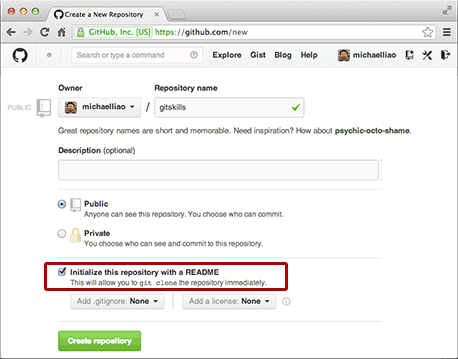 Create a New Repository
GitHub, Inc. [US] https://github.com/new
Search or type a command
Explore Gist Blog Help
michaelliao
Owner
Repository name
PUBLIC
michaelliao / gitskills
Great repository names are short and memorable. Need inspiration? How about psychic-octo-shame.
Description (optional)
Public
Anyone can see this repository. You choose who can commit.
Private
You choose who can see and commit to this repository.
Initialize this repository with a README
This will allow you to git clone the repository immediately.
Add .gitignore: None
Add a license: None
Create repository